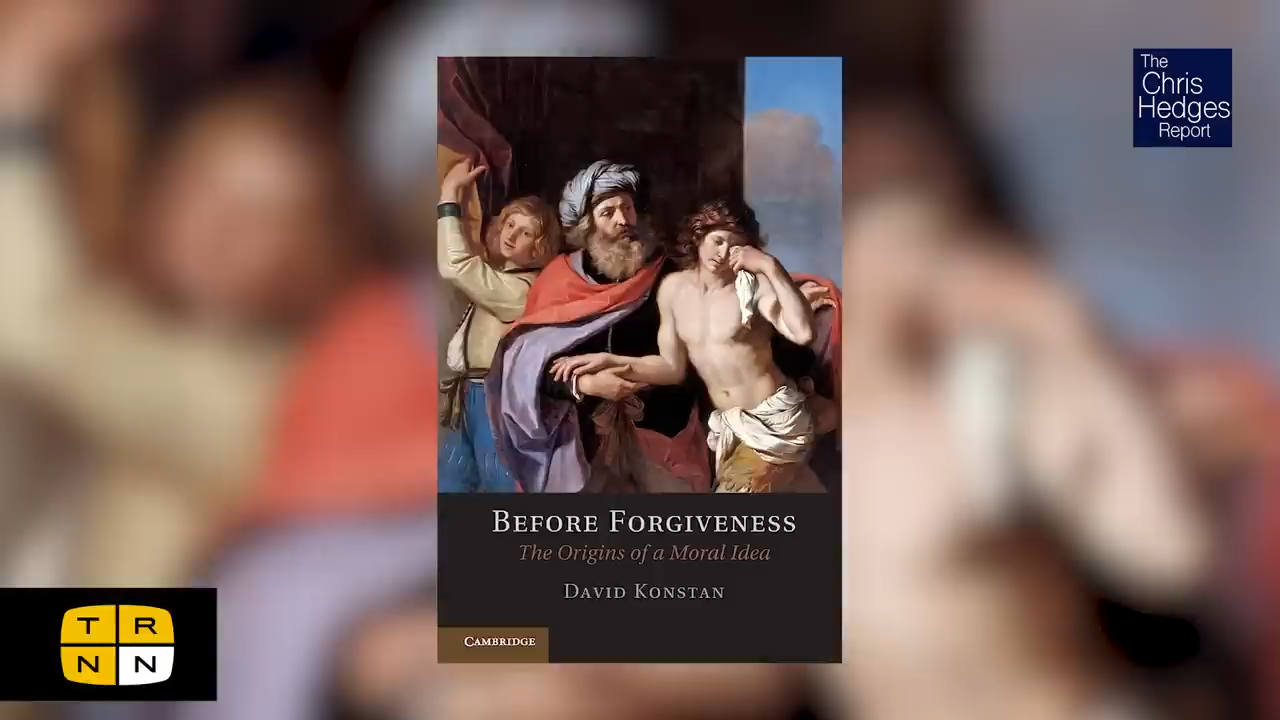 The
Chris
Hedges
Report
BEFORE FORGIVENESS
The Origins of a Moral Idea
DAVID KONSTAN
CAMBRIDGE
T R
N N